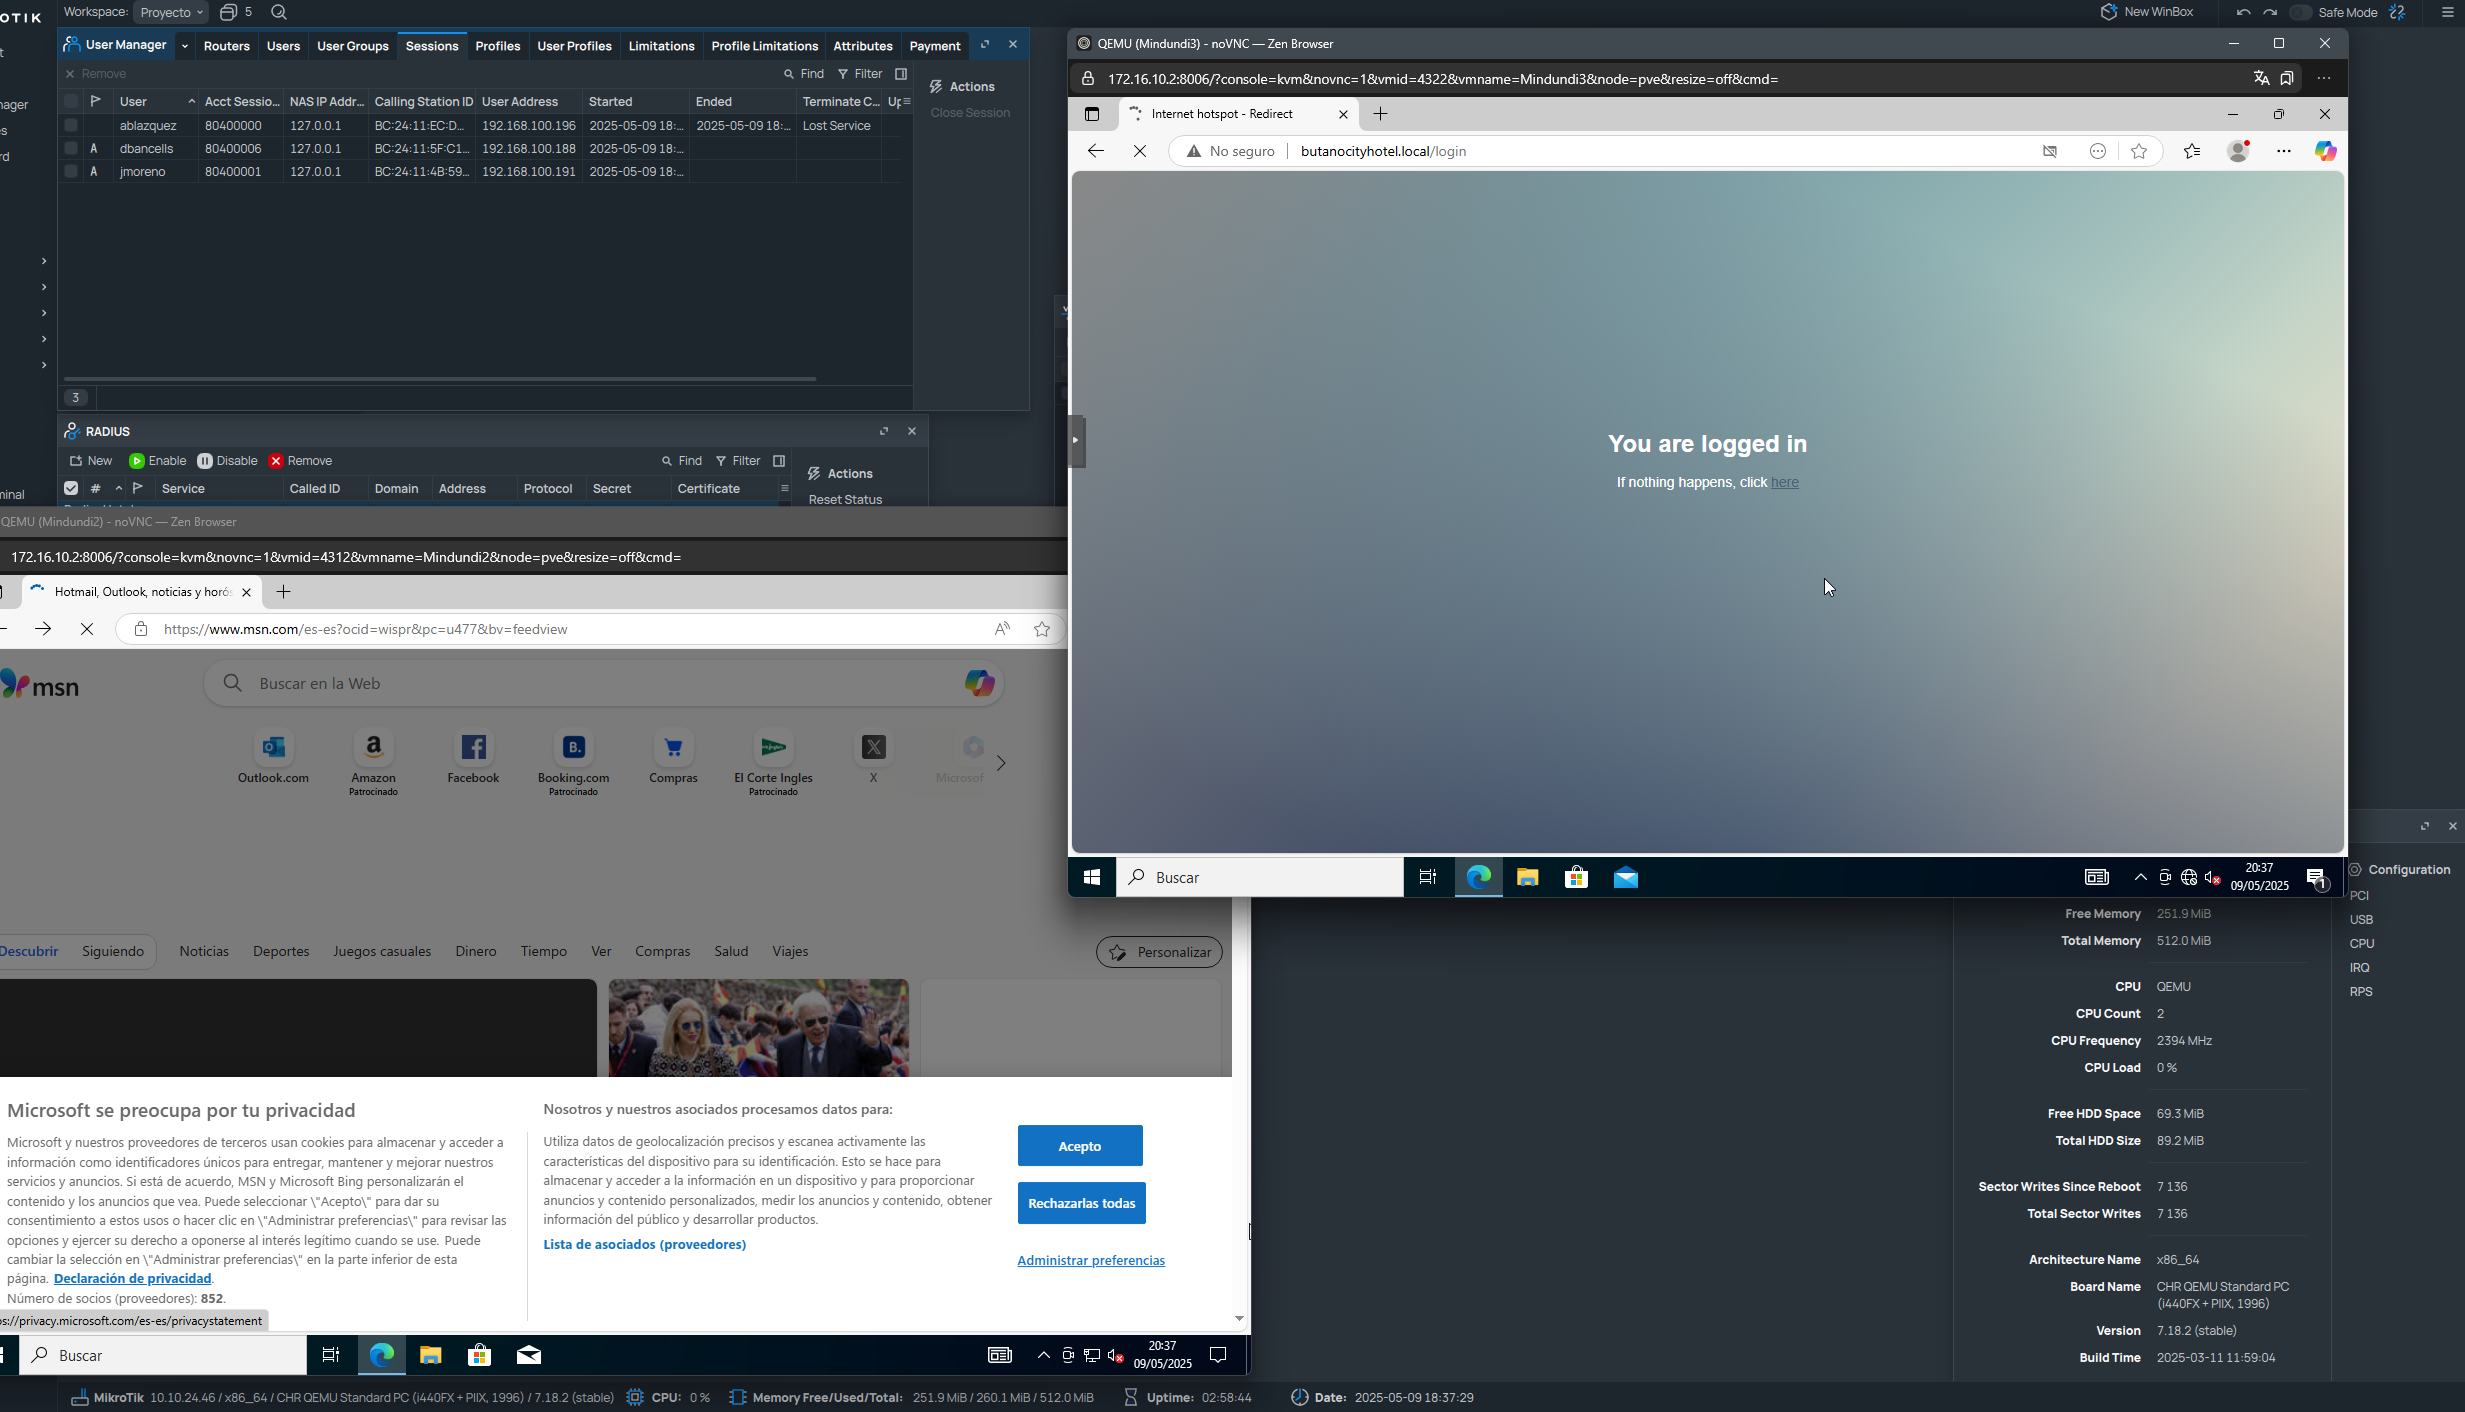 OTIK
Workspace: Proyecto 5
New WinBox
Safe Mode
User Manager Routers Users User Groups Sessions Profiles User Profiles Limitations Profile Limitations Attributes Payment
Remove Find Filter
User Acct Sessio... NAS IP Addr... Calling Station ID User Address Started Ended Terminate C...
ablazquez 80400000 127.0.0.1 BC:24:11:EC:D... 192.168.100.196 2025-05-09 18:... 2025-05-09 18:... Lost Service
A dbancells 80400006 127.0.0.1 BC:24:11:5F:C1... 192.168.100.188 2025-05-09 18:...
A jmoreno 80400001 127.0.0.1 BC:24:11:4B:59... 192.168.100.191 2025-05-09 18:...
3
Actions
Close Session
RADIUS
New Enable Disable Remove Find Filter
# Service Called ID Domain Address Protocol Secret Certificate
Actions
Reset Status
QEMU (Mindundi3) - noVNC — Zen Browser
172.16.10.2:8006/?console=kvm&novnc=1&vmid=4322&vmname=Mindundi3&node=pve&resize=off&cmd=
Internet hotspot - Redirect
No seguro butanocityhotel.local/login
You are logged in
If nothing happens, click here
Buscar
20:37
09/05/2025
1
QEMU (Mindundi2) - noVNC — Zen Browser
172.16.10.2:8006/?console=kvm&novnc=1&vmid=4312&vmname=Mindundi2&node=pve&resize=off&cmd=
Hotmail, Outlook, noticias y horós
https://www.msn.com/es-es?ocid=wispr&pc=u477&bv=feedview
msn
Buscar en la Web
Outlook.com Amazon Facebook Booking.com Compras El Corte Ingles X Microsof
Patrocinado Patrocinado Patrocinado
Descubrir Siguiendo Noticias Deportes Juegos casuales Dinero Tiempo Ver Compras Salud Viajes Personalizar
Microsoft se preocupa por tu privacidad
Microsoft y nuestros proveedores de terceros usan cookies para almacenar y acceder a
información como identificadores únicos para entregar, mantener y mejorar nuestros
servicios y anuncios. Si está de acuerdo, MSN y Microsoft Bing personalizarán el
contenido y los anuncios que vea. Puede seleccionar \"Acepto\" para dar su
consentimiento a estos usos o hacer clic en \"Administrar preferencias\" para revisar las
opciones y ejercer su derecho a oponerse al interés legítimo cuando se use. Puede
cambiar la selección en \"Administrar preferencias\" en la parte inferior de esta
página. Declaración de privacidad.
Número de socios (proveedores): 852.
Nosotros y nuestros asociados procesamos datos para:
Utiliza datos de geolocalización precisos y escanea activamente las
características del dispositivo para su identificación. Esto se hace para
almacenar y acceder a la información en un dispositivo y para proporcionar
anuncios y contenido personalizados, medir los anuncios y contenido, obtener
información del público y desarrollar productos.
Lista de asociados (proveedores)
Acepto
Rechazarlas todas
Administrar preferencias
ps://privacy.microsoft.com/es-es/privacystatement
Buscar
20:37
09/05/2025
Configuration
PCI
USB
CPU
IRQ
RPS
Free Memory 251.9 MiB
Total Memory 512.0 MiB
CPU QEMU
CPU Count 2
CPU Frequency 2394 MHz
CPU Load 0 %
Free HDD Space 69.3 MiB
Total HDD Size 89.2 MiB
Sector Writes Since Reboot 7 136
Total Sector Writes 7 136
Architecture Name x86_64
Board Name CHR QEMU Standard PC
(i440FX + PIIX, 1996)
Version 7.18.2 (stable)
Build Time 2025-03-11 11:59:04
MikroTik 10.10.24.46 / x86_64 / CHR QEMU Standard PC (i440FX + PIIX, 1996) / 7.18.2 (stable) CPU: 0 % Memory Free/Used/Total: 251.9 MiB / 260.1 MiB / 512.0 MiB Uptime: 02:58:44 Date: 2025-05-09 18:37:29